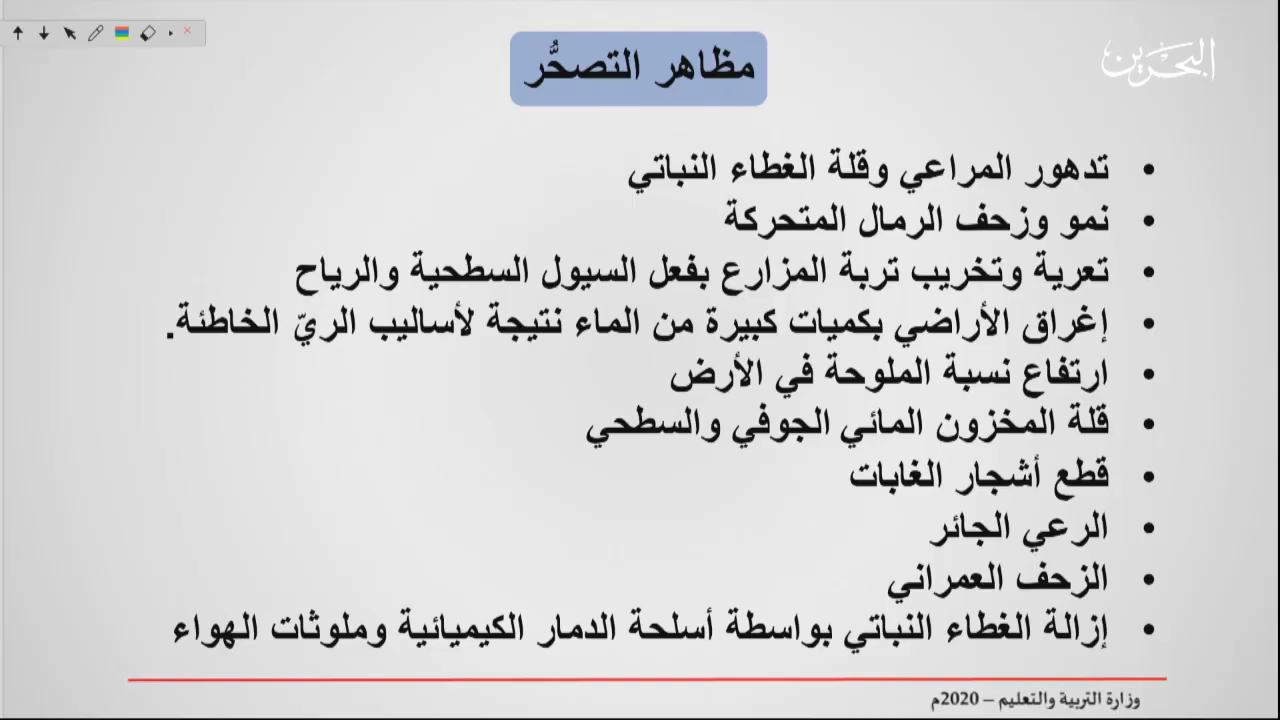 البحرين
مظاهر التصحُّر
• تدهور المراعي وقلة الغطاء النباتي
• نمو وزحف الرمال المتحركة
• تعرية وتخريب تربة المزارع بفعل السيول السطحية والرياح
• إغراق الأراضي بكميات كبيرة من الماء نتيجة لأساليب الريّ الخاطئة.
• ارتفاع نسبة الملوحة في الأرض
• قلة المخزون المائي الجوفي والسطحي
• قطع أشجار الغابات
• الرعي الجائر
• الزحف العمراني
• إزالة الغطاء النباتي بواسطة أسلحة الدمار الكيميائية وملوثات الهواء
وزارة التربية والتعليم – 2020م